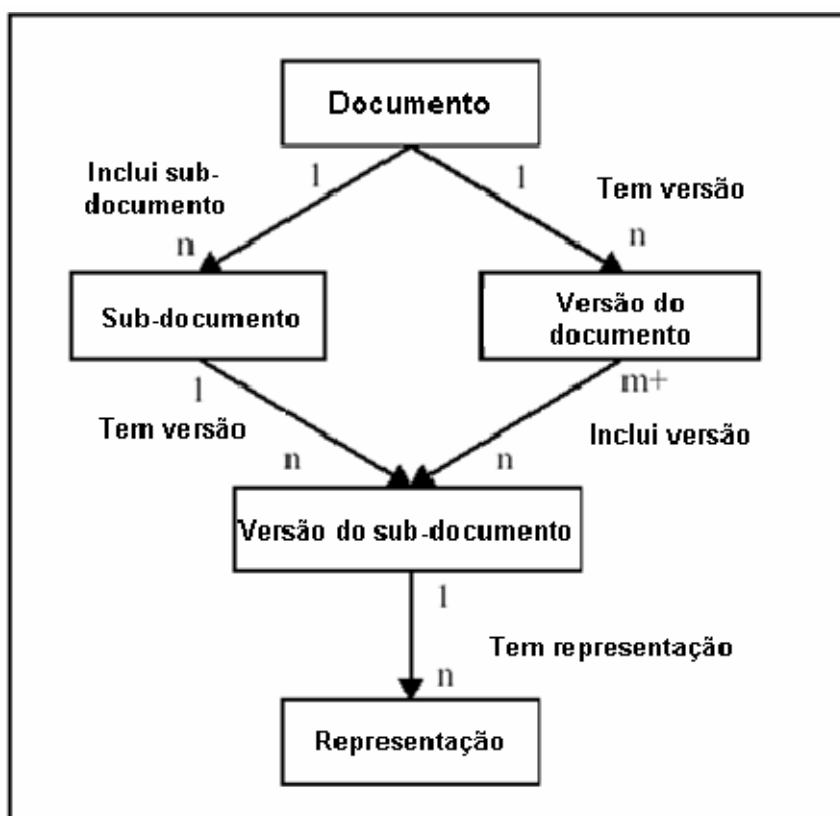 Documento
Inclui sub-
documento
1
1
Tem versão
n
n
Sub-documento
Versão do
documento
1
m+
Tem versão
Inclui versão
n
n
Versão do sub-documento
1
Tem representação
n
Representação